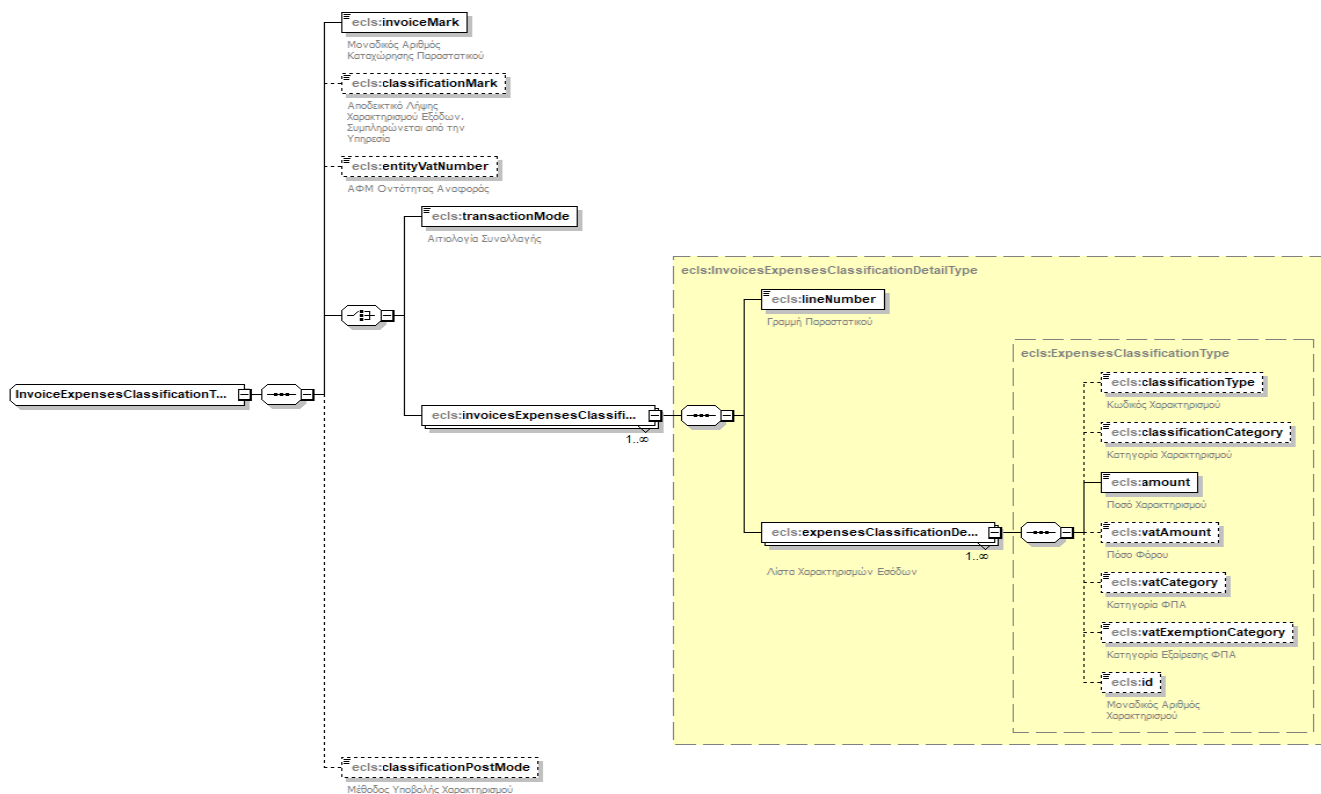 ecls:invoiceMark
Μοναδικός Αριθμός
Καταχώρησης Παραστατικού
ecls:classificationMark
Αποδεικτικό Λήψης
Χαρακτηρισμού Εξόδων.
Συμπληρώνεται από την
Υπηρεσία
ecls:entityVatNumber
ΑΦΜ Οντότητας Αναφοράς
ecls:transactionMode
Αιτιολογία Συναλλαγής
ecls:InvoicesExpensesClassificationDetailType
ecls:lineNumber
Γραμμή Παραστατικού
ecls:ExpensesClassificationType
ecls:classificationType
Κωδικός Χαρακτηρισμού
InvoiceExpensesClassificationT...
ecls:invoicesExpensesClassifi...
1..∞
ecls:classificationCategory
Κατηγορία Χαρακτηρισμού
ecls:amount
Ποσό Χαρακτηρισμού
ecls:expensesClassificationDe...
1..∞
Λίστα Χαρακτηρισμών Εσόδων
ecls:vatAmount
Πόσο Φόρου
ecls:vatCategory
Κατηγορία ΦΠΑ
ecls:vatExemptionCategory
Κατηγορία Εξαίρεσης ΦΠΑ
ecls:id
Μοναδικός Αριθμός
Χαρακτηρισμού
ecls:classificationPostMode
Μέθοδος Υποβολής Χαρακτηρισμού